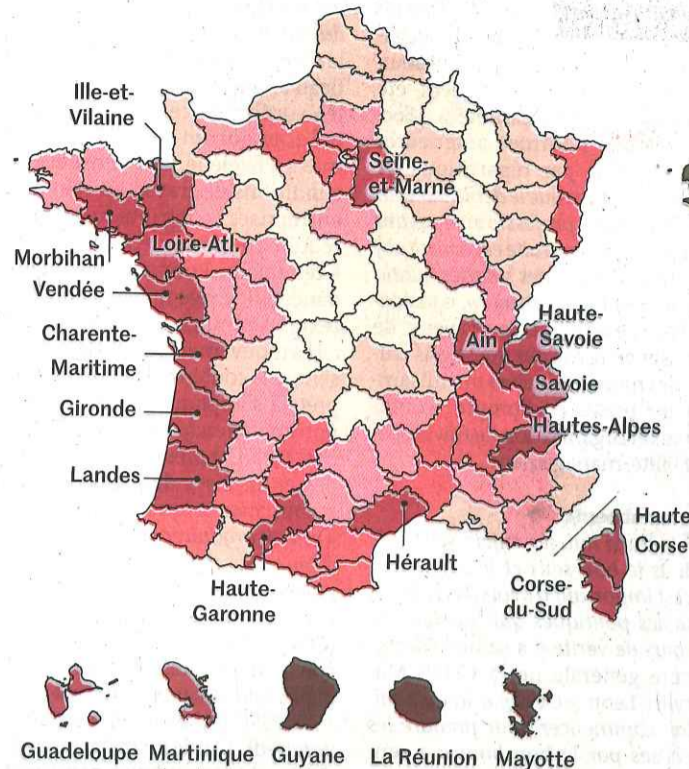 Ille-et-
Vilaine
Seine-
et-Marne
Morbihan
Loire-Atl.
Vendée
Charente-
Maritime
Ain
Haute-
Savoie
Gironde
Savoie
Hautes-Alpes
Landes
Haute-
Garonne
Hérault
Haute
Corse
Corse-
du-Sud
Guadeloupe
Martinique
Guyane
La Réunion
Mayotte